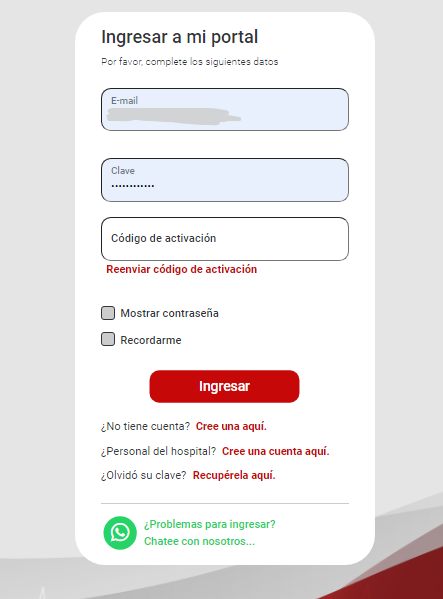 Ingresar a mi portal
Por favor, complete los siguientes datos
E-mail
Clave
••••••••••••
Código de activación
Reenviar código de activación
Mostrar contraseña
Recordarme
Ingresar
¿No tiene cuenta? Cree una aquí.
¿Personal del hospital? Cree una cuenta aquí.
¿Olvidó su clave? Recupérela aquí.
¿Problemas para ingresar?
Chatee con nosotros...